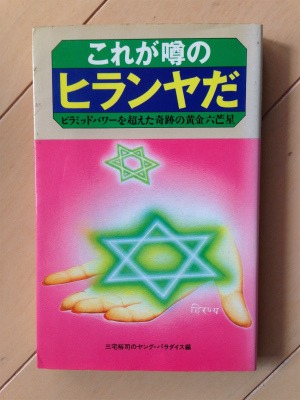 これが噂の
ヒランヤだ
ピラミッドパワーを超えた奇跡の黄金六芒星
三宅裕司のヤング・パラダイス編